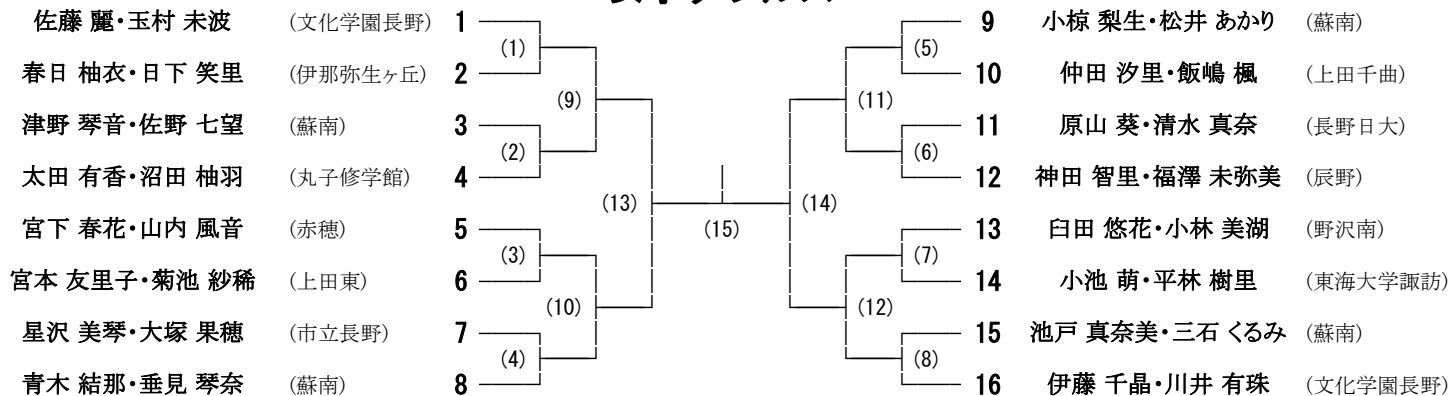 佐藤 麗・玉村 未波 (文化学園長野) 1
春日 柚衣・日下 笑里 (伊那弥生ヶ丘) 2
津野 琴音・佐野 七望 (蘇南) 3
太田 有香・沼田 柚羽 (丸子修学館) 4
宮下 春花・山内 風音 (赤穂) 5
宮本 友里子・菊池 紗稀 (上田東) 6
星沢 美琴・大塚 果穂 (市立長野) 7
青木 結那・垂見 琴奈 (蘇南) 8
(1)
(2)
(3)
(4)
(9)
(10)
(13)
(15)
(14)
(11)
(12)
(5)
(6)
(7)
(8)
9 小椋 梨生・松井 あかり (蘇南)
10 仲田 汐里・飯嶋 楓 (上田千曲)
11 原山 葵・清水 真奈 (長野日大)
12 神田 智里・福澤 未弥美 (辰野)
13 臼田 悠花・小林 美湖 (野沢南)
14 小池 萌・平林 樹里 (東海大学諏訪)
15 池戸 真奈美・三石 くるみ (蘇南)
16 伊藤 千晶・川井 有珠 (文化学園長野)